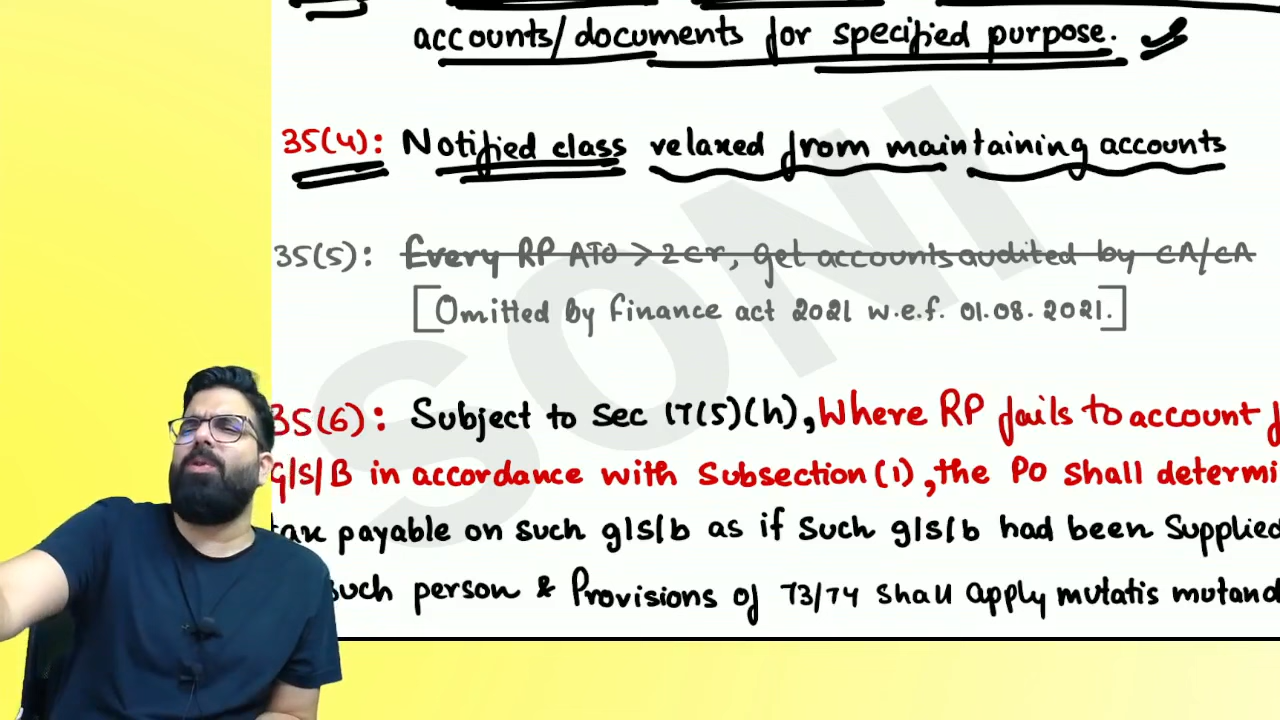 accounts/documents for specified purpose.
35(4): Notified class relaxed from maintaining accounts
35(5): Every RP ATO > 2cr, get accounts audited by CA/CA
[Omitted by Finance act 2021 w.e.f. 01.08.2021.]
35(6): Subject to Sec 17(5)(h), Where RP fails to account f
g/s/B in accordance with Subsection (1), the PO Shall determi
tax payable on such g/s/b as if Such g/s/b had been Supplied
such person & Provisions of 73/74 Shall apply mutatis mutand
SONI